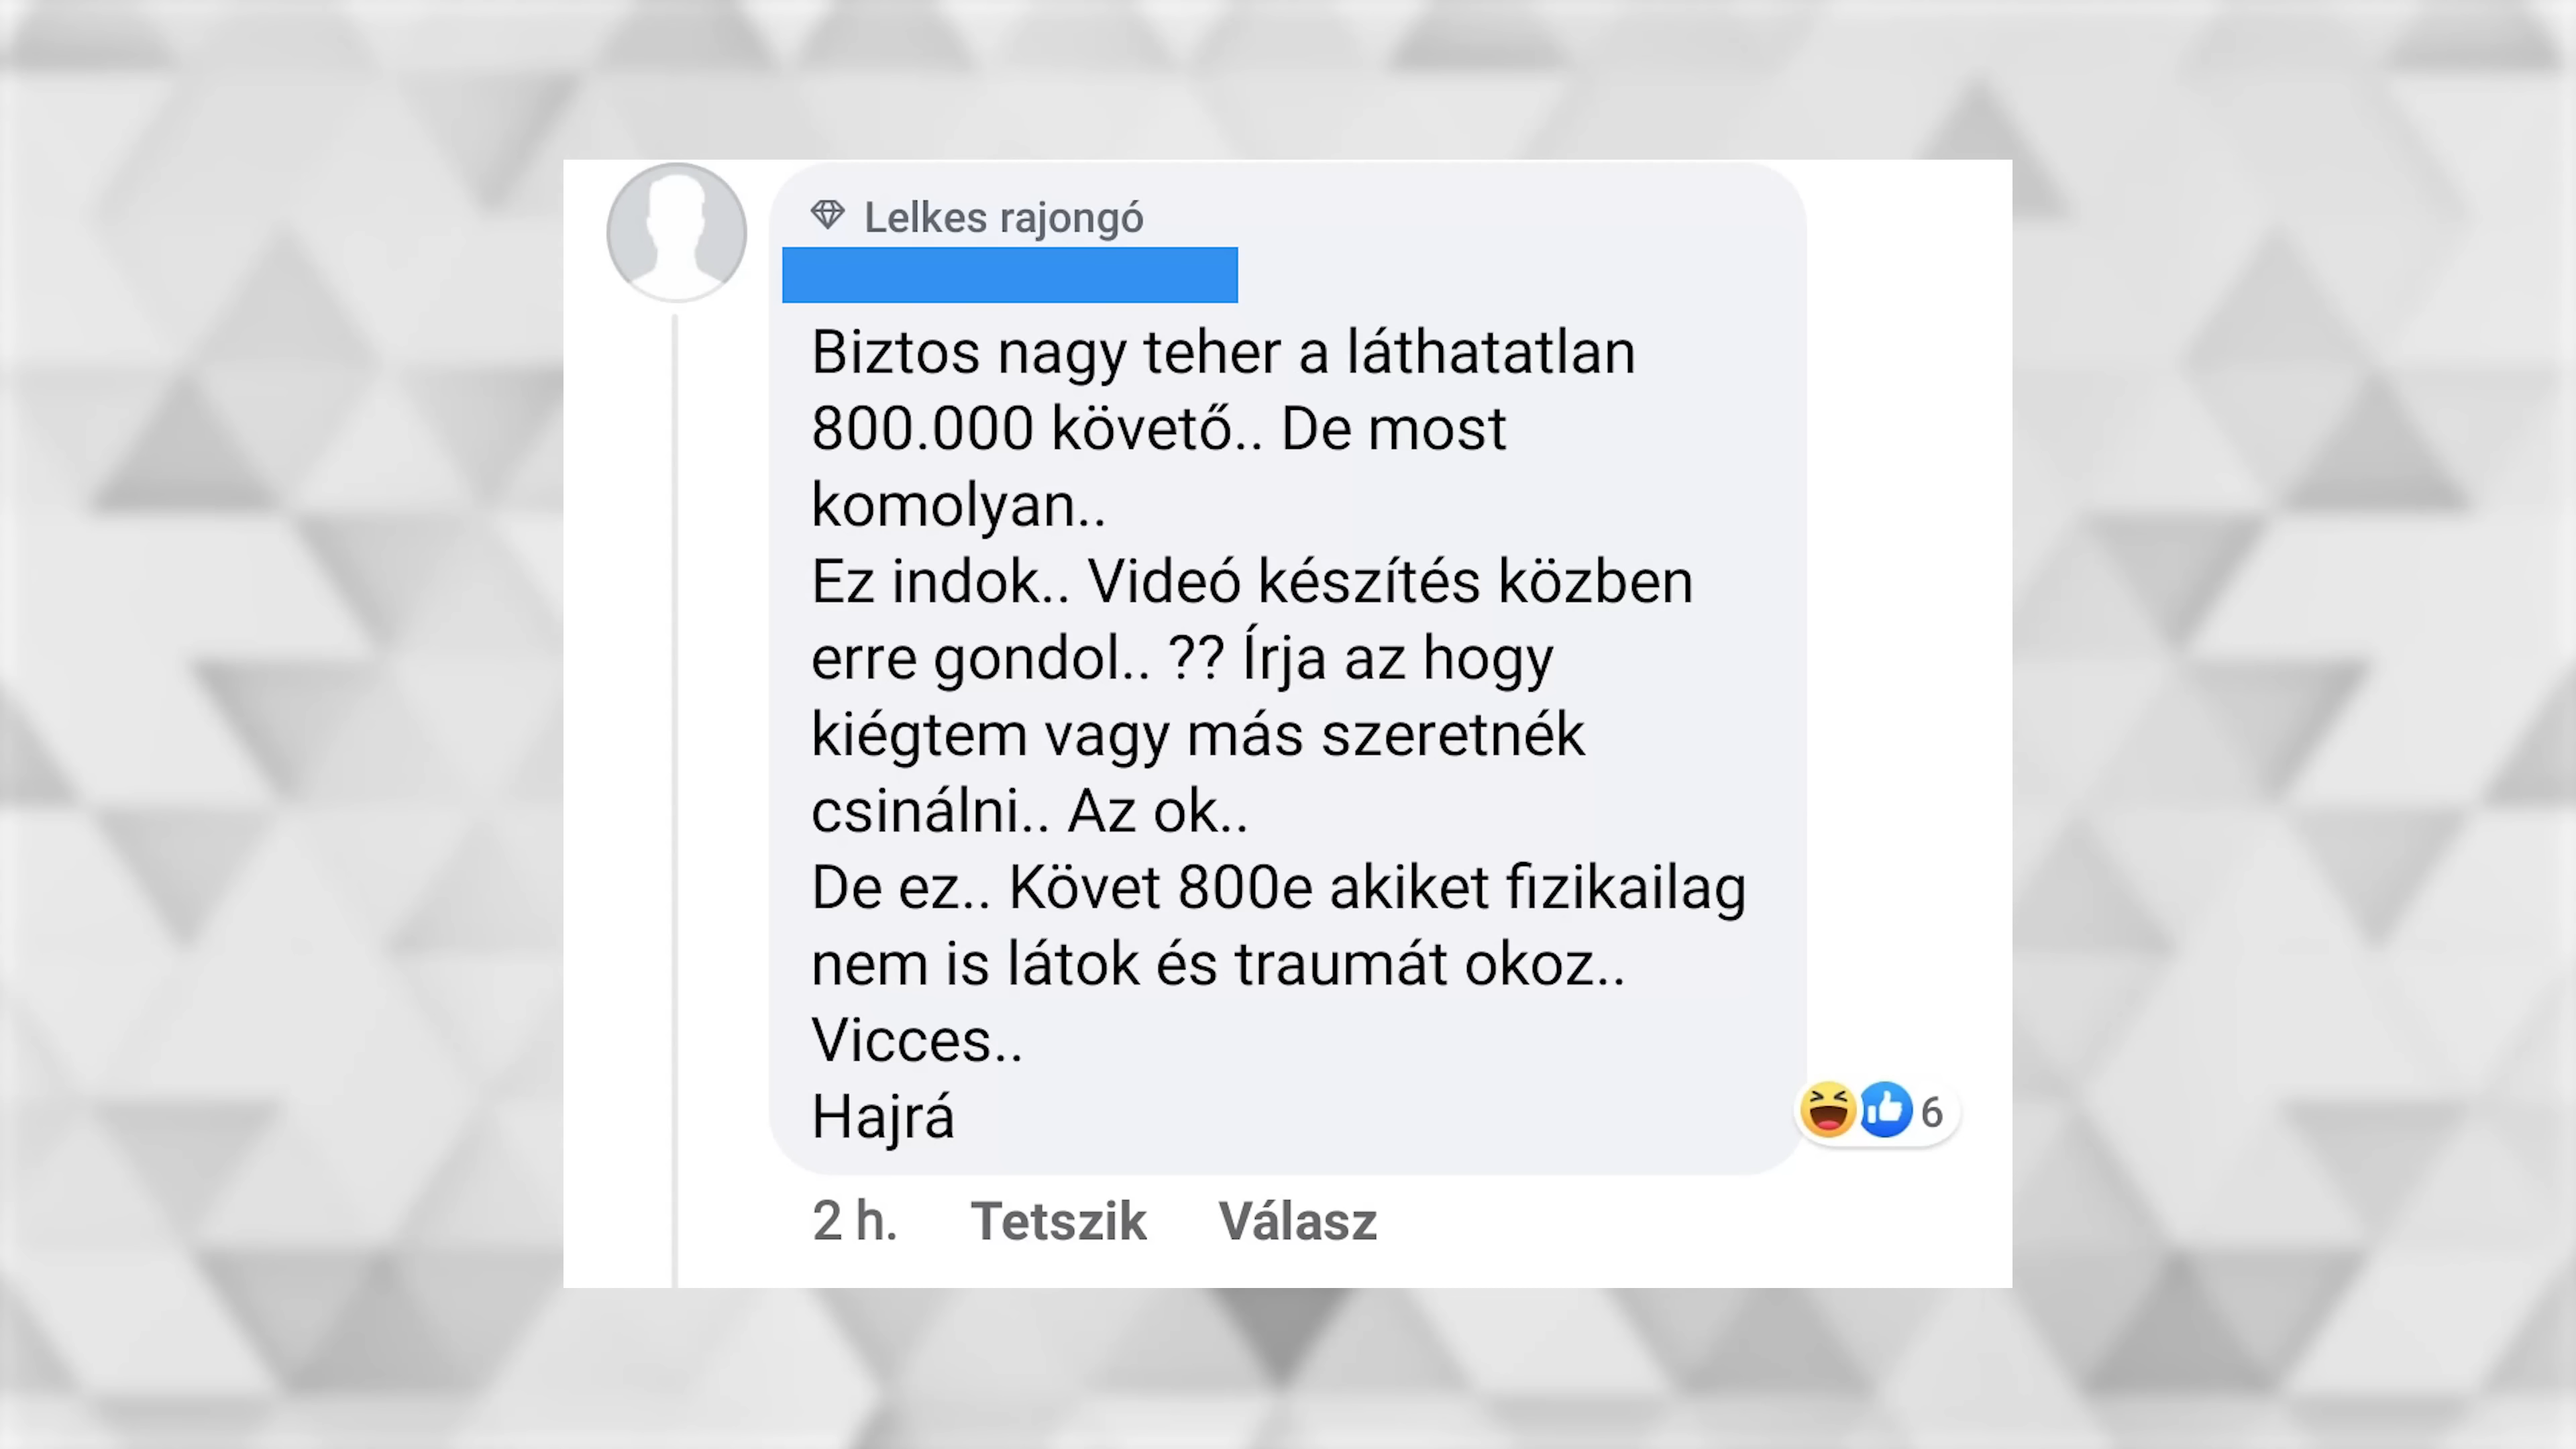 Lelkes rajongó
Biztos nagy teher a láthatatlan
800.000 követő.. De most
komolyan..
Ez indok.. Videó készítés közben
erre gondol.. ?? Írja az hogy
kiégtem vagy más szeretnék
csinálni.. Az ok..
De ez.. Követ 800e akiket fizikailag
nem is látok és traumát okoz..
Vicces..
Hajrá
6
2 h. Tetszik Válasz